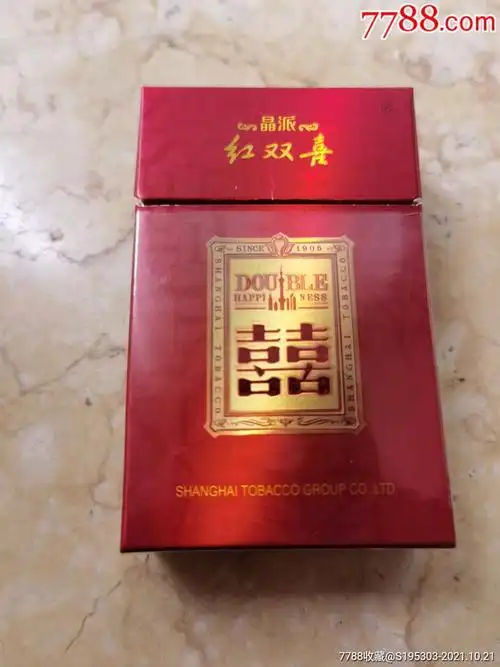 7788.com
晶派
红双喜
SINCE 1906
DOUBLE
HAPPINESS
SHANGHAI TOBACCO
SHANGHAI TOBACCO
囍
SHANGHAI TOBACCO GROUP CO.,LTD
7788收藏@S195303-2021.10.21